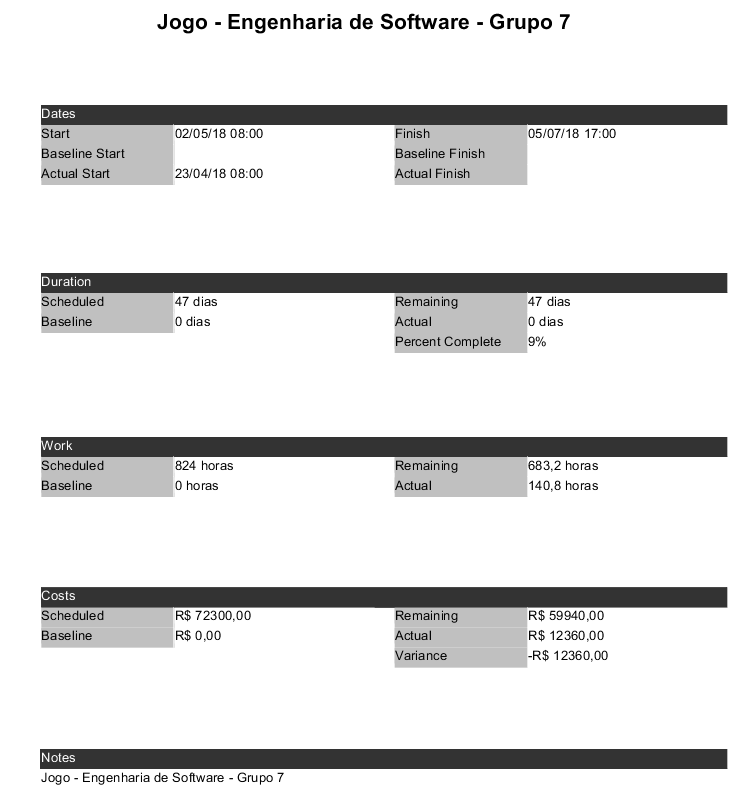 Jogo - Engenharia de Software - Grupo 7
Dates
Start 02/05/18 08:00 Finish 05/07/18 17:00
Baseline Start Baseline Finish
Actual Start 23/04/18 08:00 Actual Finish
Duration
Scheduled 47 dias Remaining 47 dias
Baseline 0 dias Actual 0 dias
Percent Complete 9%
Work
Scheduled 824 horas Remaining 683,2 horas
Baseline 0 horas Actual 140,8 horas
Costs
Scheduled R$ 72300,00 Remaining R$ 59940,00
Baseline R$ 0,00 Actual R$ 12360,00
Variance -R$ 12360,00
Notes
Jogo - Engenharia de Software - Grupo 7